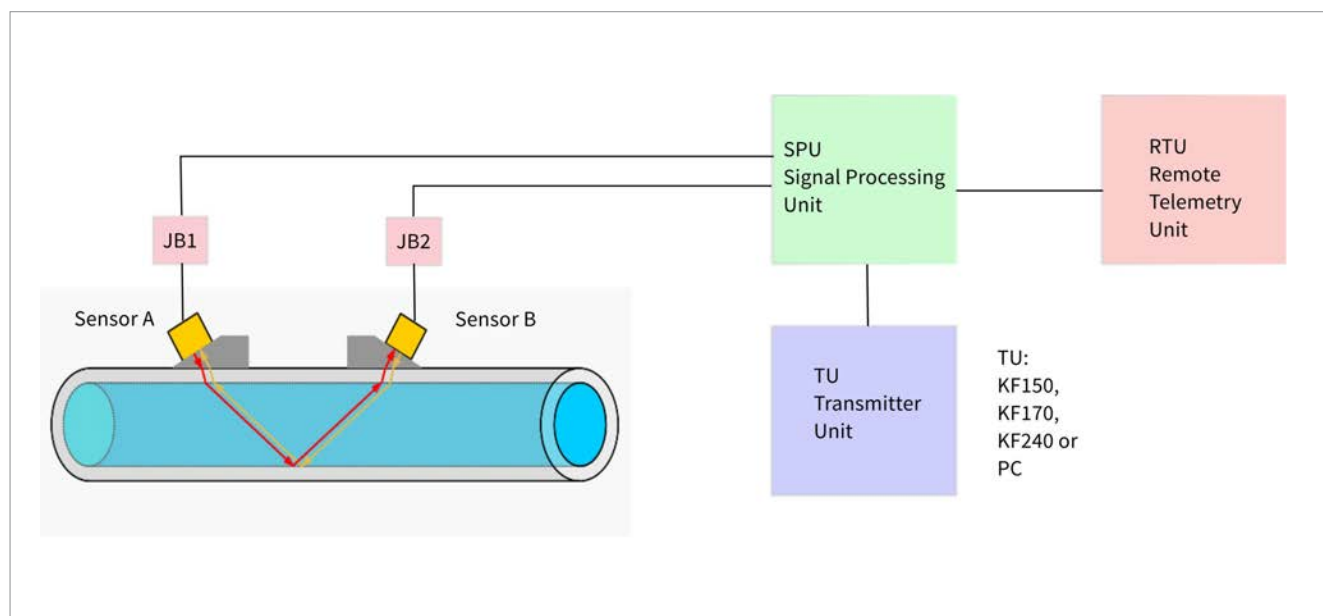 SPU
Signal Processing
Unit
RTU
Remote
Telemetry
Unit
JB1
JB2
Sensor A
Sensor B
TU
Transmitter
Unit
TU:
KF150,
KF170,
KF240 or
PC